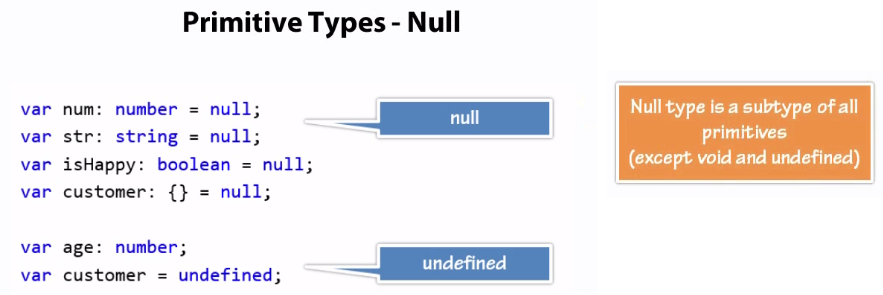 Primitive Types - Null
var num: number = null;
var str: string = null;
var isHappy: boolean = null;
var customer: {} = null;
null
Null type is a subtype of all
primitives
(except void and undefined)
var age: number;
var customer = undefined;
undefined